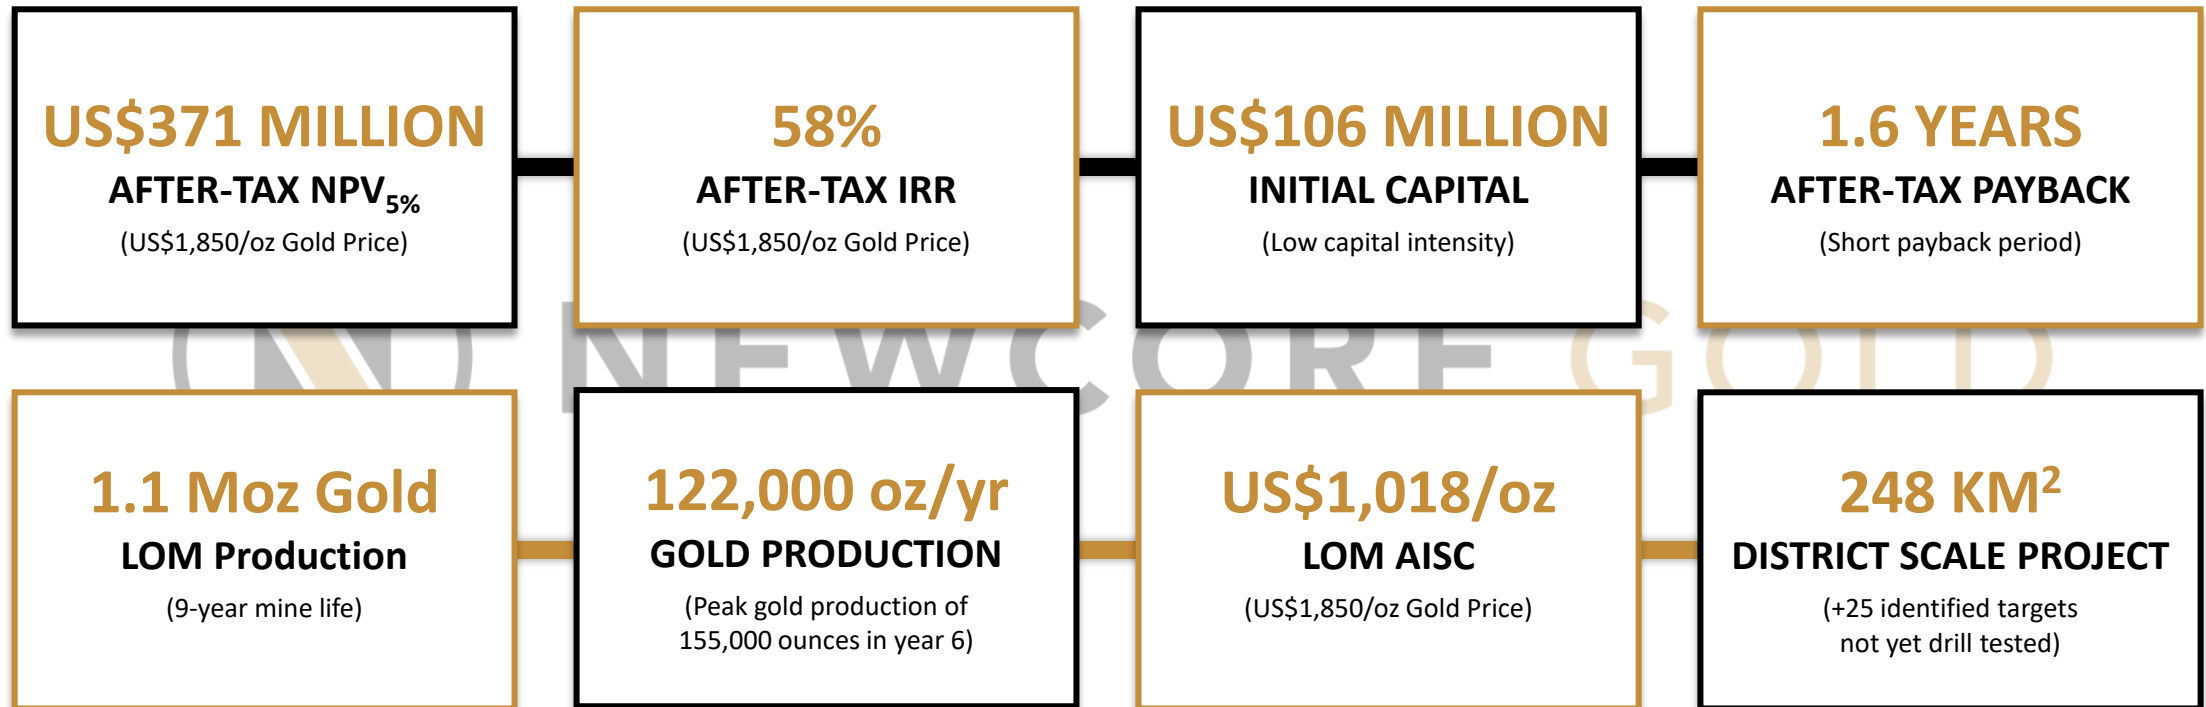 US$371 MILLION
AFTER-TAX NPV5%
(US$1,850/oz Gold Price)
58%
AFTER-TAX IRR
(US$1,850/oz Gold Price)
US$106 MILLION
INITIAL CAPITAL
(Low capital intensity)
1.6 YEARS
AFTER-TAX PAYBACK
(Short payback period)
NEWCORE GOLD
1.1 Moz Gold
LOM Production
(9-year mine life)
122,000 oz/yr
GOLD PRODUCTION
(Peak gold production of
155,000 ounces in year 6)
US$1,018/oz
LOM AISC
(US$1,850/oz Gold Price)
248 KM²
DISTRICT SCALE PROJECT
(+25 identified targets
not yet drill tested)